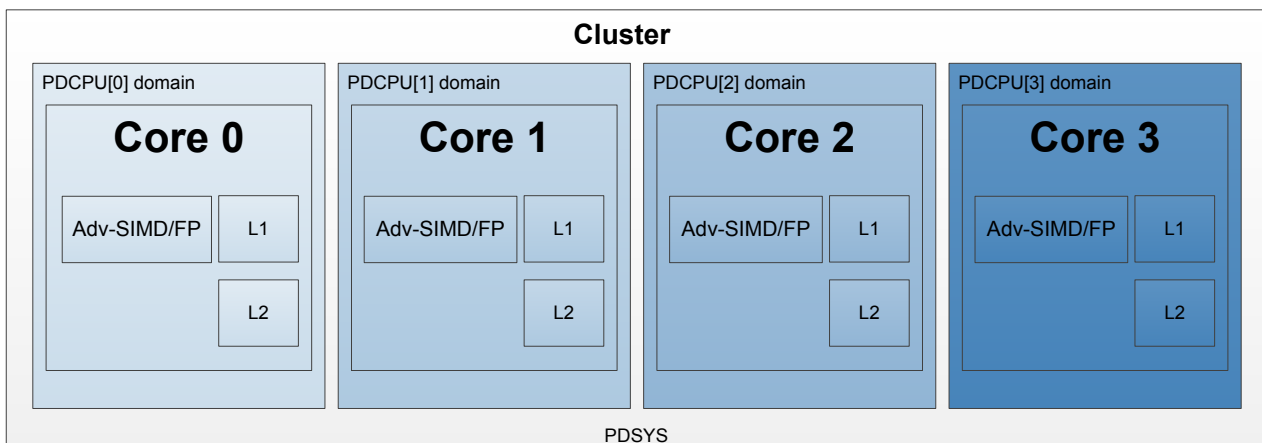 Cluster
PDCPU[0] domain
Core 0
Adv-SIMD/FP
L1
L2
PDCPU[1] domain
Core 1
Adv-SIMD/FP
L1
L2
PDCPU[2] domain
Core 2
Adv-SIMD/FP
L1
L2
PDCPU[3] domain
Core 3
Adv-SIMD/FP
L1
L2
PDSYS